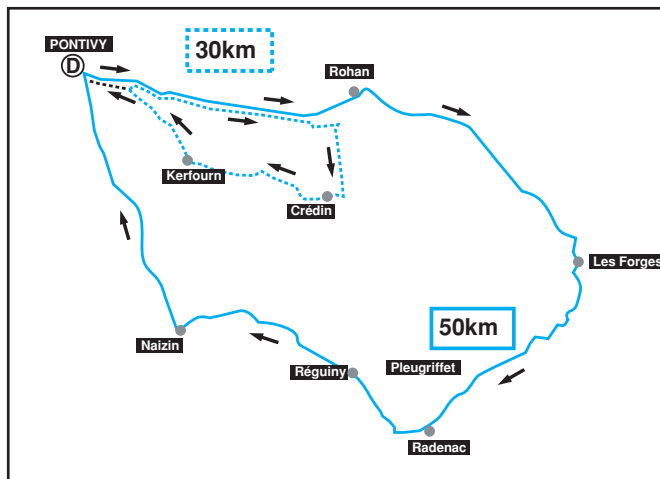 PONTIVY
D
30km
Rohan
Kerfourn
Crédin
Les Forges
50km
Naizin
Réguiny
Pleugriffet
Radenac